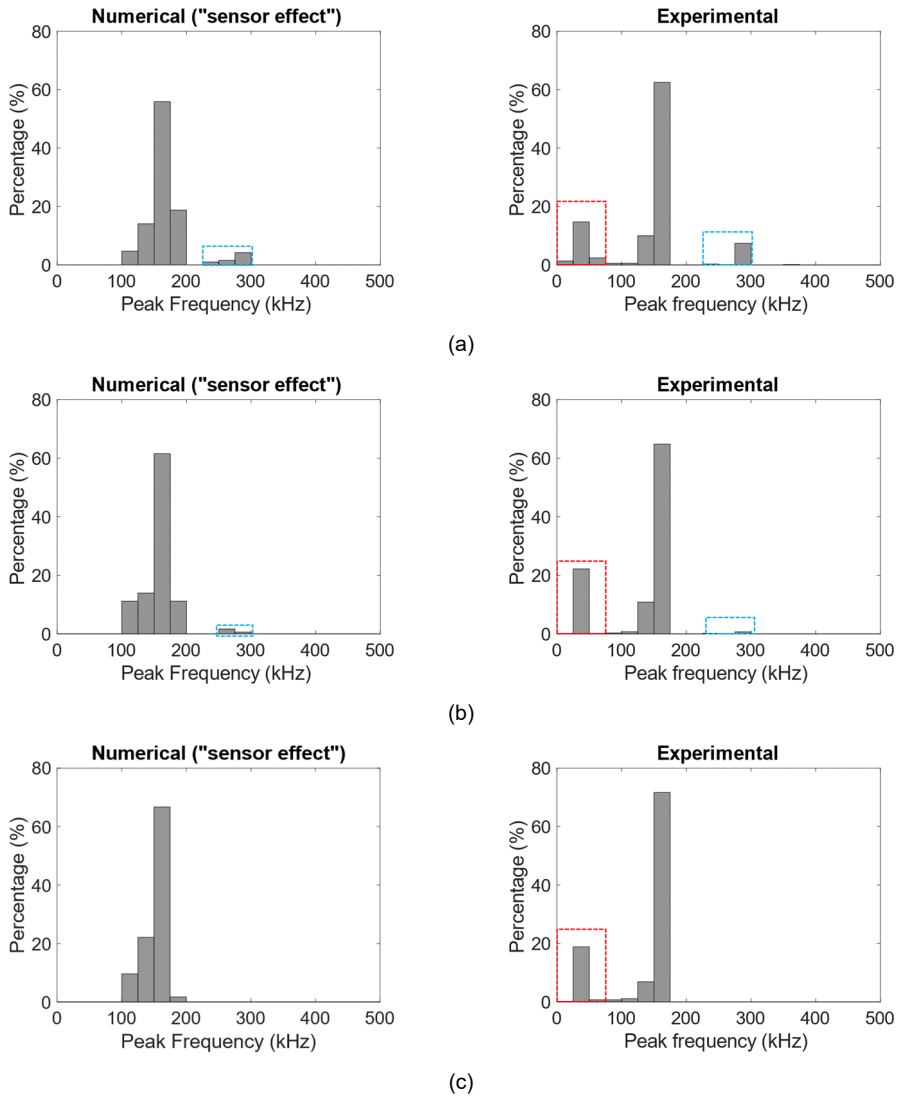 Numerical ("sensor effect")
Experimental
80
60
40
20
0
Percentage (%)
0 100 200 300 400 500
Peak Frequency (kHz)
80
60
40
20
0
Percentage (%)
0 100 200 300 400 500
Peak frequency (kHz)
(a)
Numerical ("sensor effect")
Experimental
80
60
40
20
0
Percentage (%)
0 100 200 300 400 500
Peak Frequency (kHz)
80
60
40
20
0
Percentage (%)
0 100 200 300 400 500
Peak frequency (kHz)
(b)
Numerical ("sensor effect")
Experimental
80
60
40
20
0
Percentage (%)
0 100 200 300 400 500
Peak Frequency (kHz)
80
60
40
20
0
Percentage (%)
0 100 200 300 400 500
Peak frequency (kHz)
(c)